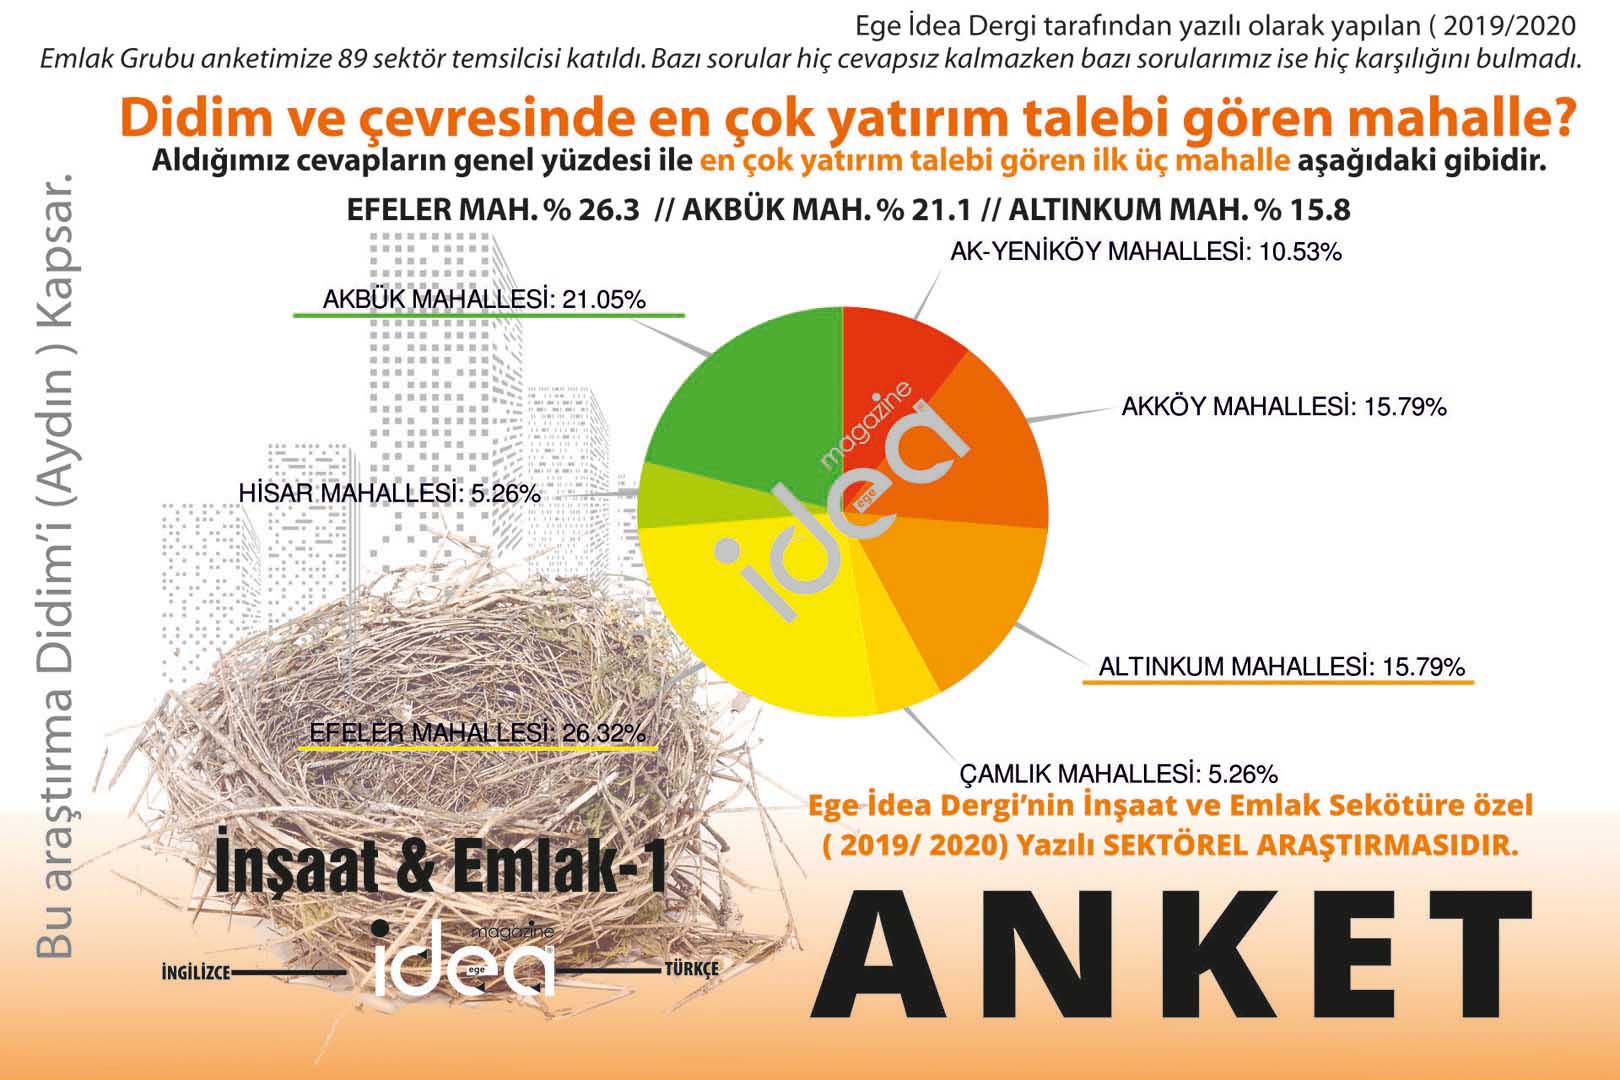 Ege İdea Dergi tarafından yazılı olarak yapılan ( 2019/2020
Emlak Grubu anketimize 89 sektör temsilcisi katıldı. Bazı sorular hiç cevapsız kalmazken bazı sorularımız ise hiç karşılığını bulmadı.
Didim ve çevresinde en çok yatırım talebi gören mahalle?
Aldığımız cevapların genel yüzdesi ile en çok yatırım talebi gören ilk üç mahalle aşağıdaki gibidir.
EFELER MAH. % 26.3 // AKBÜK MAH. % 21.1 // ALTINKUM MAH. % 15.8
AK-YENİKÖY MAHALLESİ: 10.53%
AKBÜK MAHALLESİ: 21.05%
AKKÖY MAHALLESİ: 15.79%
HİSAR MAHALLESİ: 5.26%
magazine
idea
ege
ALTINKUM MAHALLESİ: 15.79%
EFELER MAHALLESİ: 26.32%
ÇAMLIK MAHALLESİ: 5.26%
Ege İdea Dergi'nin İnşaat ve Emlak Sekötüre özel
( 2019/ 2020) Yazılı SEKTÖREL ARAŞTIRMASIDIR.
Bu araştırma Didim'i (Aydın ) Kapsar.
İnşaat & Emlak-1
magazine
idea
ege
İNGİLİZCE
TÜRKÇE
ANKET